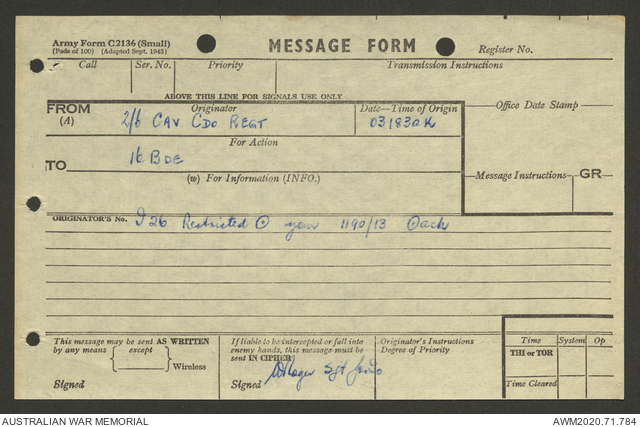 Army Form C2136 (Small)
(Pads of 100) (Adapted Sept. 1943)
MESSAGE FORM
Register No.
Call Ser. No. Priority Transmission Instructions
ABOVE THIS LINE FOR SIGNALS USE ONLY
FROM
(A)
Originator
2/6 CAV CDO REGT
Date—Time of Origin
031830K
Office Date Stamp
For Action
TO
16 BDE
(w) For Information (INFO.)
Message Instructions GR
ORIGINATOR'S No. I 26 Restricted your 1190/13 Oach
This message may be sent AS WRITTEN
by any means except
Wireless
Signed
If liable to be intercepted or fall into
enemy hands, this message must be
sent IN CIPHER
Signed Sgt
Originator's Instructions
Degree of Priority
Time System Op
THI or TOR
Time Cleared
AUSTRALIAN WAR MEMORIAL
AWM2020.71.784